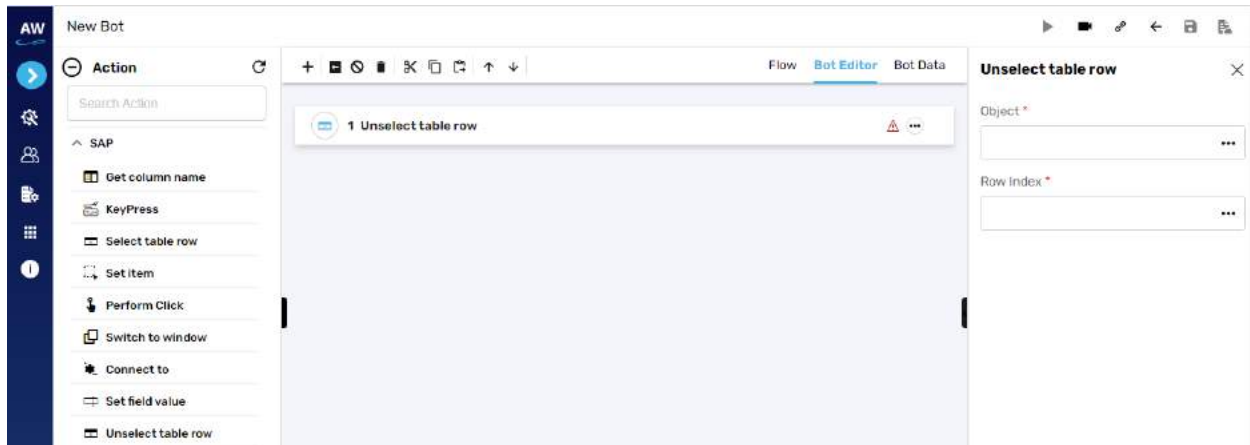 AW
New Bot
Action
Search Action
SAP
Get column name
KeyPress
Select table row
Set item
Perform Click
Switch to window
Connect to
Set field value
Unselect table row
Flow
Bot Editor
Bot Data
1 Unselect table row
Unselect table row
Object *
Row Index *